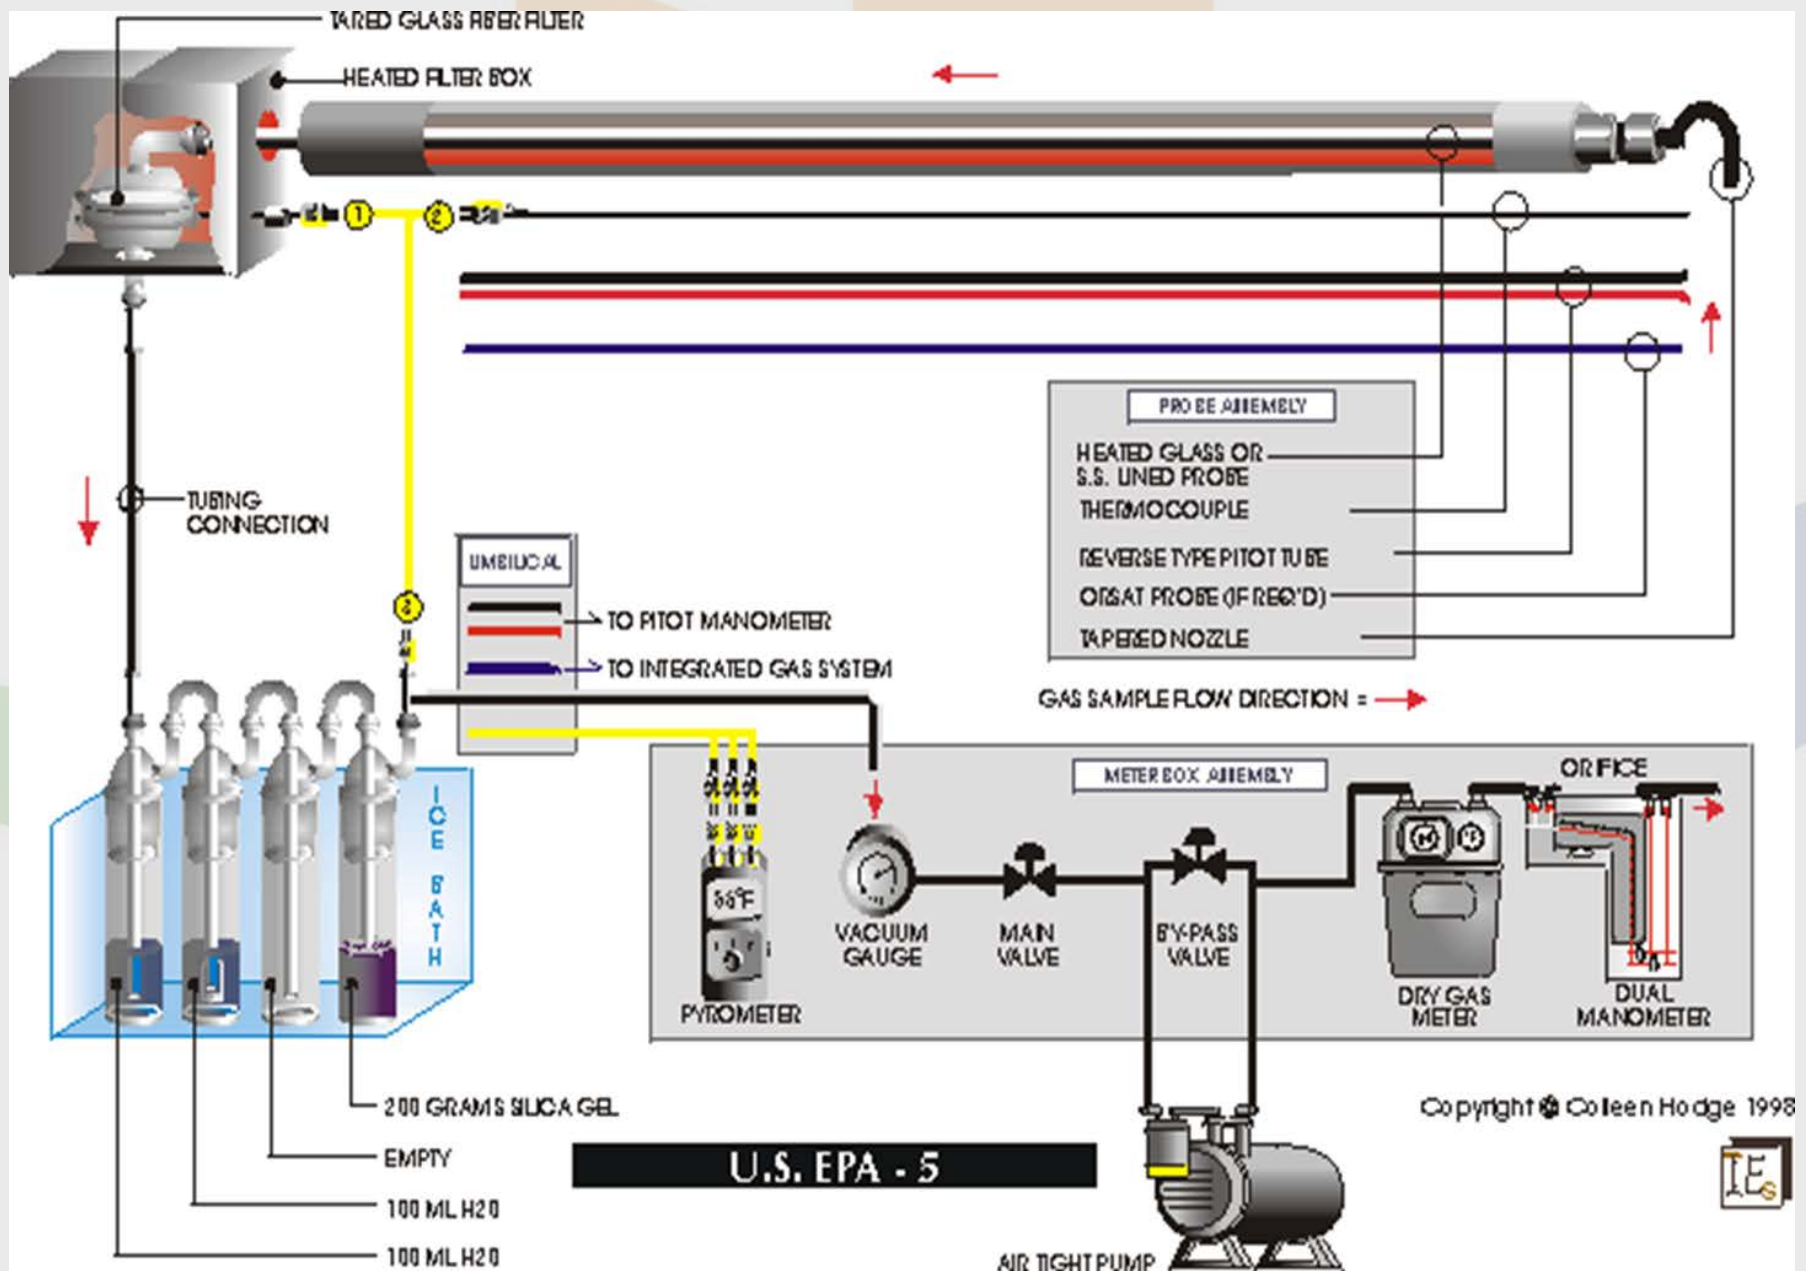 TARED GLASS FIBER FILTER
HEATED FILTER BOX
1
2
TUBING
CONNECTION
PROBE ASSEMBLY
HEATED GLASS OR
S.S. LINED PROBE
THERMOCOUPLE
REVERSE TYPE PITOT TUBE
ORSAT PROBE (IF REQ'D)
TAPERED NOZZLE
UMBILICAL
TO PITOT MANOMETER
TO INTEGRATED GAS SYSTEM
GAS SAMPLE FLOW DIRECTION =
METER BOX ASSEMBLY
ORIFICE
ICE BATH
VACUUM
GAUGE
MAIN
VALVE
BY-PASS
VALVE
DRY GAS
METER
DUAL
MANOMETER
PYROMETER
200 GRAMS SILICA GEL
EMPTY
100 ML H20
100 ML H20
U.S. EPA - 5
AIR TIGHT PUMP
Copyright © Colleen Hodge 1998
IES